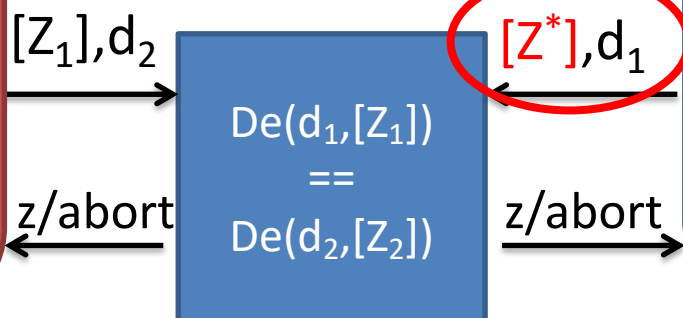 [Z₁],d₂
[Z*],d₁
De(d₁,[Z₁])
==
De(d₂,[Z₂])
z/abort
z/abort